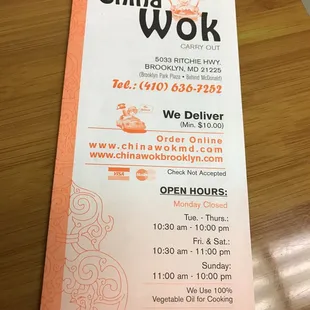 China
Wok
CARRY OUT
5033 RITCHIE HWY.
BROOKLYN, MD 21225
(Brooklyn Park Plaza • Behind McDonald)
Tel.: (410) 636-7252
We Deliver
(Min. $10.00)
Order Online
www.chinawokmd.com
www.chinawokbrooklyn.com
VISA MasterCard Check Not Accepted
OPEN HOURS:
Monday Closed
Tue. - Thurs.:
10:30 am - 10:00 pm
Fri. & Sat.:
10:30 am - 11:00 pm
Sunday:
11:00 am - 10:00 pm
We Use 100%
Vegetable Oil for Cooking